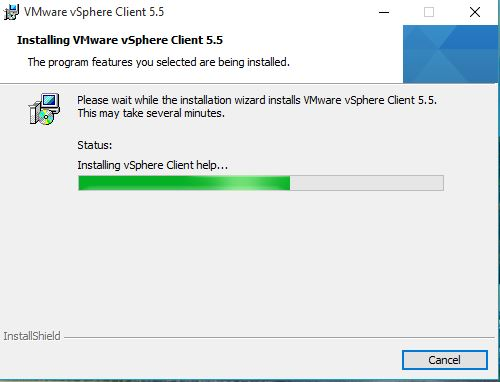 VMware vSphere Client 5.5
Installing VMware vSphere Client 5.5
The program features you selected are being installed.
Please wait while the installation wizard installs VMware vSphere Client 5.5.
This may take several minutes.
Status:
Installing vSphere Client help...
InstallShield
Cancel